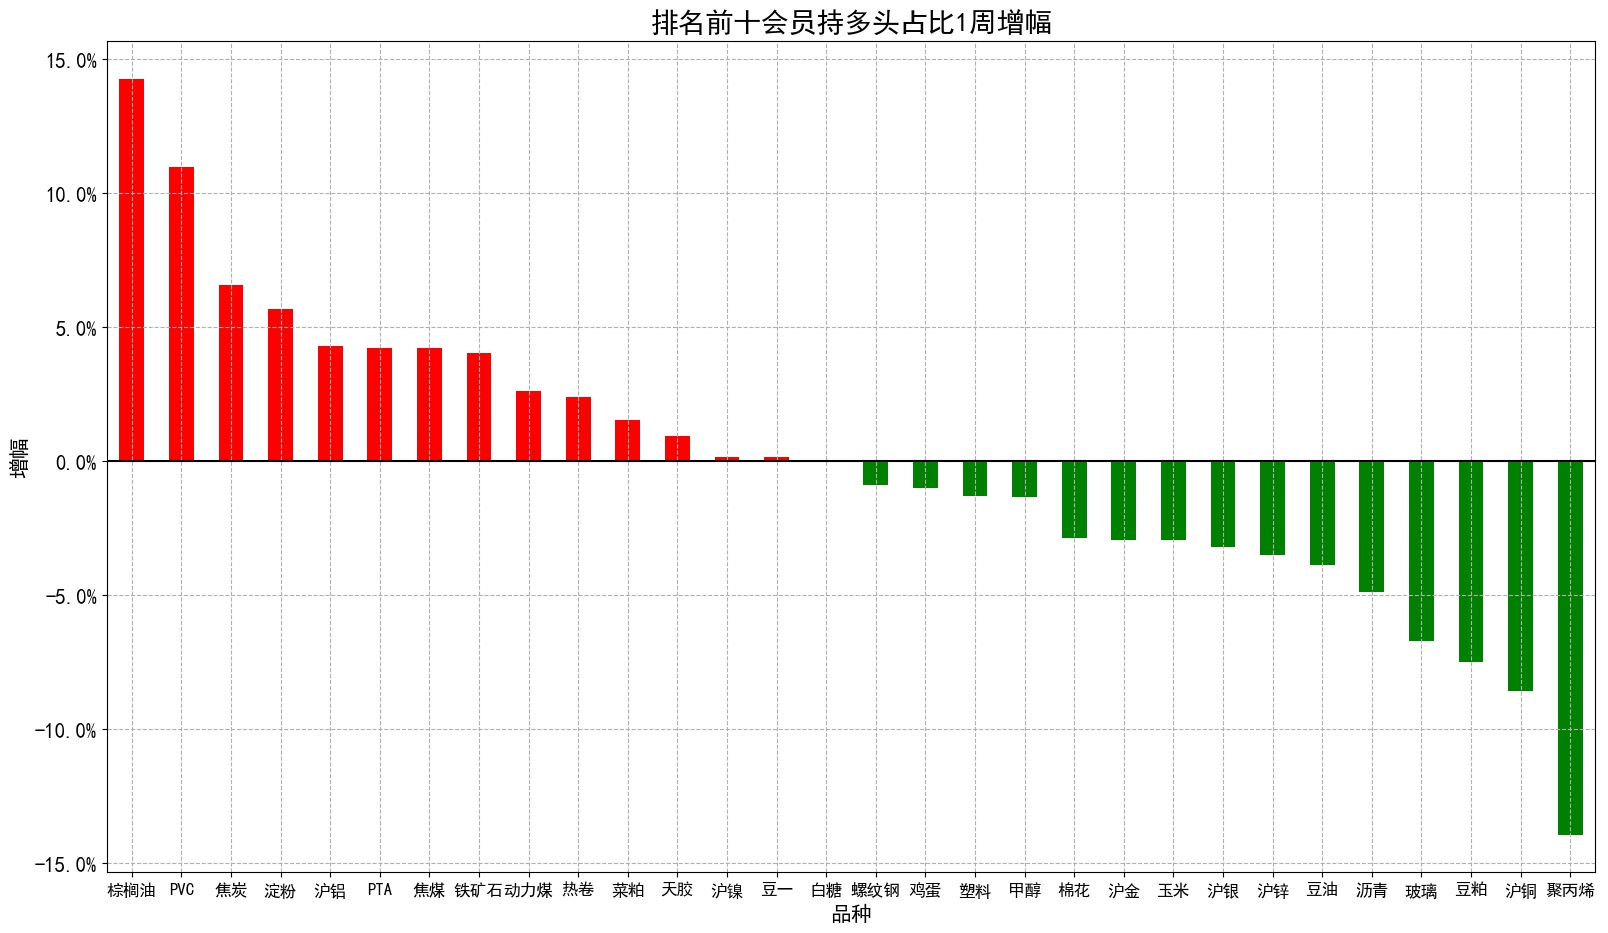 排名前十会员持多头占比1周增幅
15.0%
10.0%
5.0%
0.0%
−5.0%
−10.0%
−15.0%
增幅
棕榈油 PVC 焦炭 淀粉 沪铝 PTA 焦煤 铁矿石 动力煤 热卷 菜粕 天胶 沪镍 豆一 白糖 螺纹钢 鸡蛋 塑料 甲醇 棉花 沪金 玉米 沪银 沪锌 豆油 沥青 玻璃 豆粕 沪铜 聚丙烯
品种